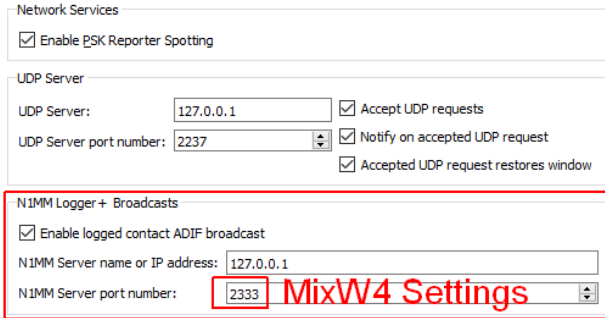 Network Services
Enable PSK Reporter Spotting
UDP Server
UDP Server: 127.0.0.1 Accept UDP requests
UDP Server port number: 2237 Notify on accepted UDP request
Accepted UDP request restores window
N1MM Logger+ Broadcasts
Enable logged contact ADIF broadcast
N1MM Server name or IP address: 127.0.0.1
N1MM Server port number: 2333 MixW4 Settings